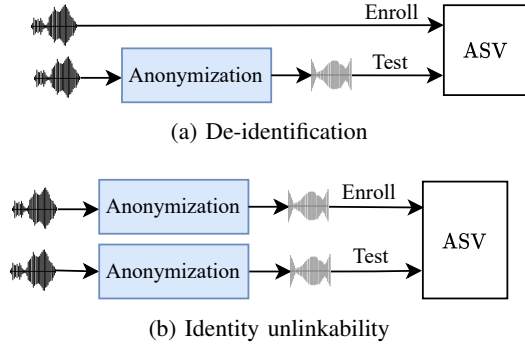 Enroll
ASV
Anonymization
Test
(a) De-identification
Anonymization
Enroll
ASV
Anonymization
Test
(b) Identity unlinkability